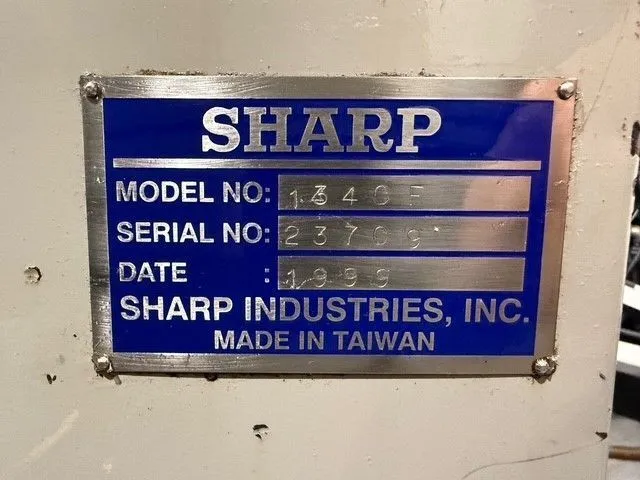 SHARP
MODEL NO: 1340F
SERIAL NO: 23709
DATE : 1999
SHARP INDUSTRIES, INC.
MADE IN TAIWAN